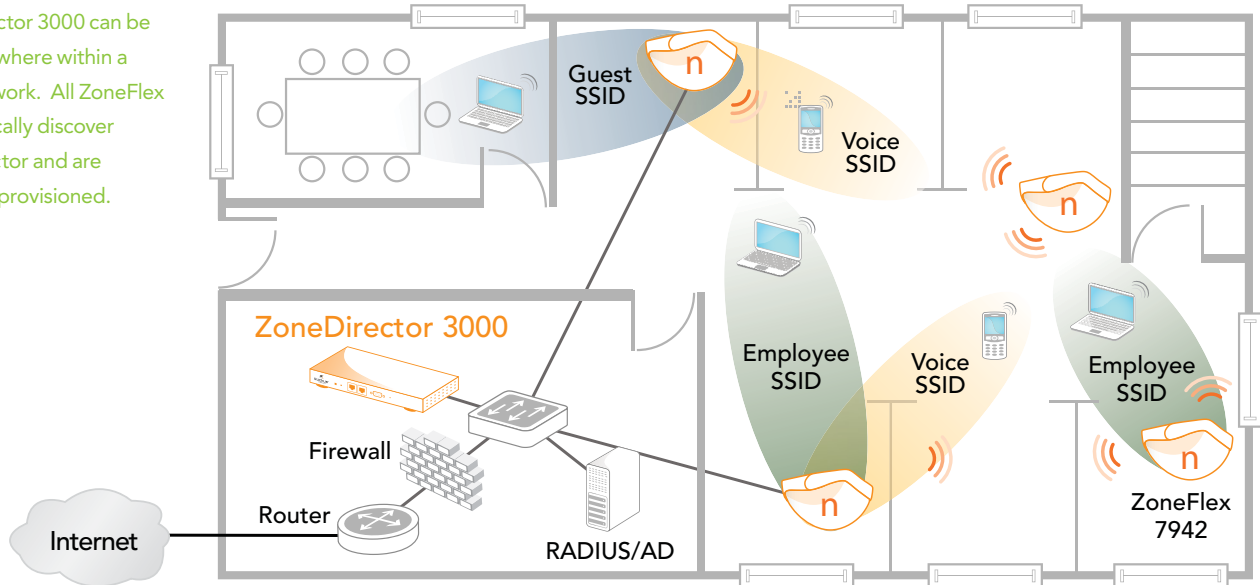 ctor 3000 can be
where within a
work. All ZoneFlex
cally discover
ctor and are
provisioned.
Guest
SSID
n
Voice
SSID
n
ZoneDirector 3000
Employee
SSID
Voice
SSID
Employee
SSID
Firewall
n
n
ZoneFlex
7942
Router
Internet
RADIUS/AD